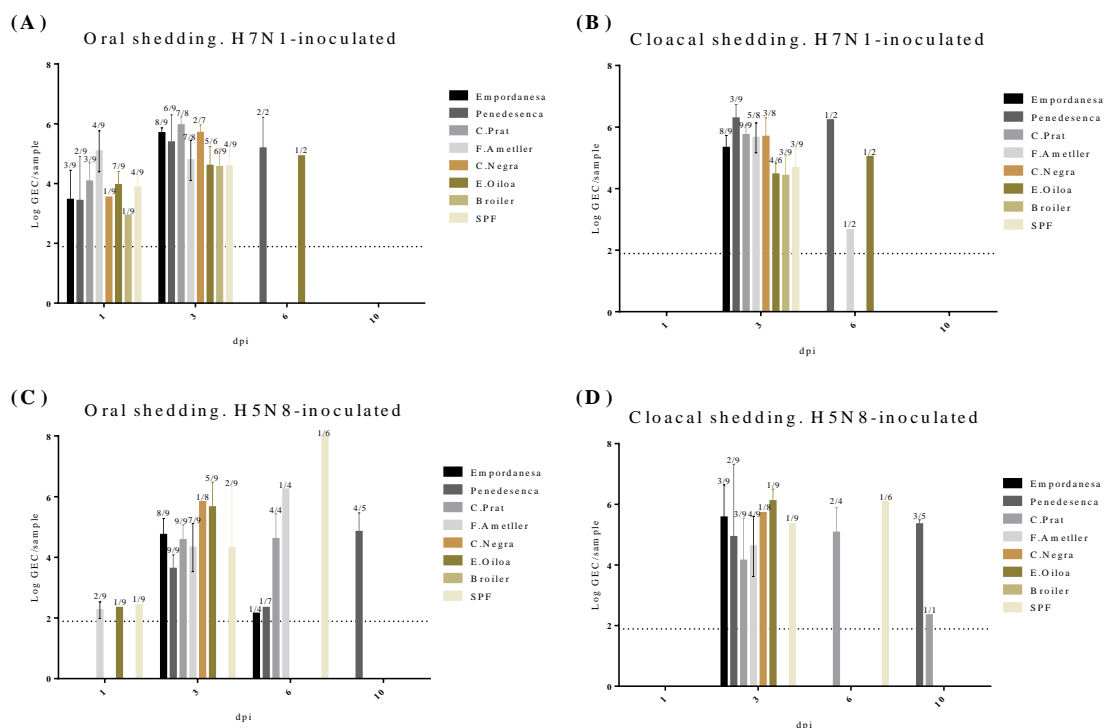 (A)
Oral shedding. H7N1-inoculated
8
6
4
2
0
Log GEC/sample
3/9
2/9
3/9
4/9
1/9
7/9
1/9
4/9
8/9
6/9
7/8
7/8
2/7
5/6
6/9
4/9
2/2
1/2
1
3
6
10
dpi
Empordanesa
Penedesenca
C.Prat
F.Ametller
C.Negra
E.Oiloa
Broiler
SPF
(B)
Cloacal shedding. H7N1-inoculated
8
6
4
2
0
Log GEC/sample
8/9
3/9
9/9
5/8
3/8
4/6
3/9
3/9
1/2
1/2
1/2
1
3
6
10
dpi
Empordanesa
Penedesenca
C.Prat
F.Ametller
C.Negra
E.Oiloa
Broiler
SPF
(C)
Oral shedding. H5N8-inoculated
8
6
4
2
0
Log GEC/sample
2/9
1/9
1/9
8/9
9/9
9/9
7/9
1/8
5/9
2/9
1/4
1/7
4/4
1/4
1/6
4/5
1
3
6
10
dpi
Empordanesa
Penedesenca
C.Prat
F.Ametller
C.Negra
E.Oiloa
Broiler
SPF
(D)
Cloacal shedding. H5N8-inoculated
8
6
4
2
0
Log GEC/sample
3/9
2/9
3/9
4/9
1/8
1/9
1/9
2/4
1/6
3/5
1/1
1
3
6
10
dpi
Empordanesa
Penedesenca
C.Prat
F.Ametller
C.Negra
E.Oiloa
Broiler
SPF